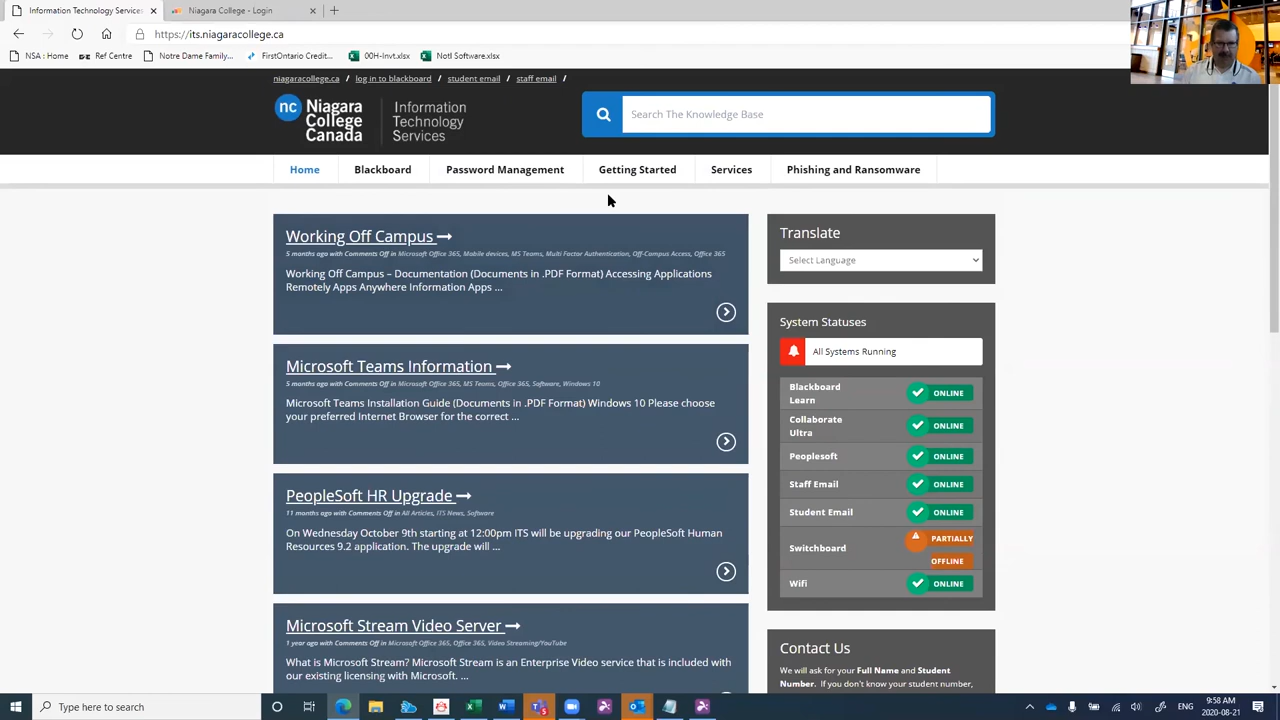 Information Technology Services
Niagara College - Login
https://its.niagaracollege.ca
NSA : Home
Ref Centre
Notre Dame Family...
FirstOntario Credit...
00H-Invt.xlsx
NotI Software.xlsx
niagaracollege.ca / log in to blackboard / student email / staff email /
nc Niagara College Canada
Information Technology Services
Search The Knowledge Base
Home
Blackboard
Password Management
Getting Started
Services
Phishing and Ransomware
Working Off Campus
5 months ago with Comments Off in Microsoft Office 365, Mobile devices, MS Teams, Multi Factor Authentication, Off-Campus Access, Office 365
Working Off Campus – Documentation (Documents in .PDF Format) Accessing Applications
Remotely Apps Anywhere Information Apps ...
Microsoft Teams Information
5 months ago with Comments Off in Microsoft Office 365, MS Teams, Office 365, Software, Windows 10
Microsoft Teams Installation Guide (Documents in .PDF Format) Windows 10 Please choose
your preferred Internet Browser for the correct ...
PeopleSoft HR Upgrade
11 months ago with Comments Off in All Articles, ITS News, Software
On Wednesday October 9th starting at 12:00pm ITS will be upgrading our PeopleSoft Human
Resources 9.2 application. The upgrade will ...
Microsoft Stream Video Server
1 year ago with Comments Off in Microsoft Office 365, Office 365, Video Streaming/YouTube
What is Microsoft Stream? Microsoft Stream is an Enterprise Video service that is included with
our existing licensing with Microsoft. ...
Translate
Select Language
System Statuses
All Systems Running
Blackboard Learn
ONLINE
Collaborate Ultra
ONLINE
Peoplesoft
ONLINE
Staff Email
ONLINE
Student Email
ONLINE
Switchboard
PARTIALLY
OFFLINE
Wifi
ONLINE
Contact Us
We will ask for your Full Name and Student
Number. If you don't know your student number,
Type here to search
ENG
9:58 AM
2020-08-21